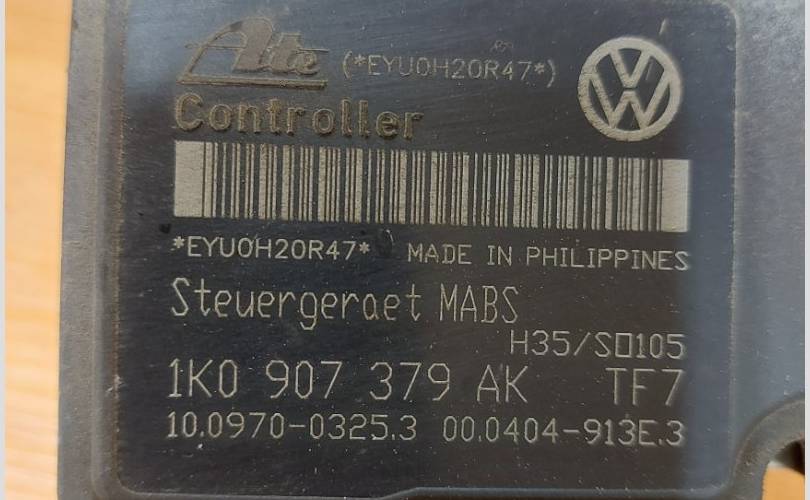 Ate (*EYU0H20R47*)
Controller
*EYU0H20R47* MADE IN PHILIPPINES
Steuergeraet MABS
H35/S0105
1K0 907 379 AK TF7
10.0970-0325.3 00.0404-913E.3